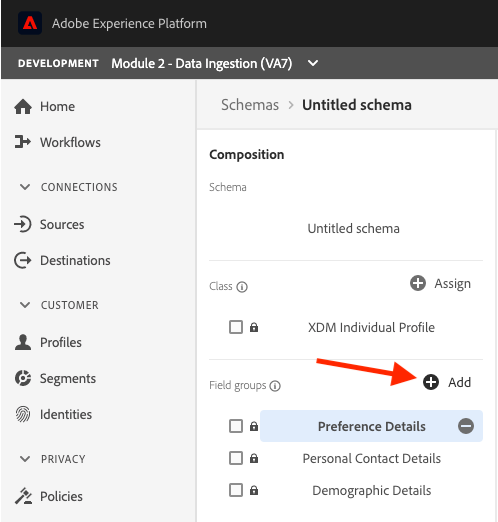 Adobe Experience Platform
DEVELOPMENT Module 2 - Data Ingestion (VA7)
Home
Workflows
CONNECTIONS
Sources
Destinations
CUSTOMER
Profiles
Segments
Identities
PRIVACY
Policies
Schemas > Untitled schema
Composition
Schema
Untitled schema
Class Assign
XDM Individual Profile
Field groups Add
Preference Details
Personal Contact Details
Demographic Details